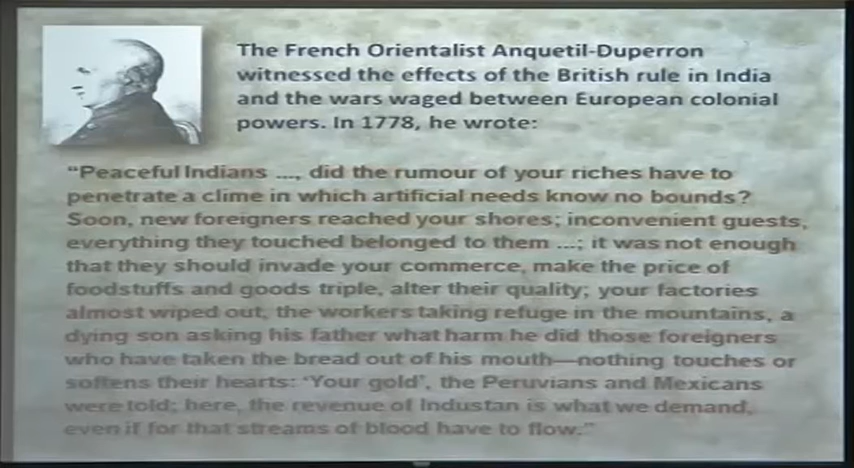 The French Orientalist Anquetil-Duperron
witnessed the effects of the British rule in India
and the wars waged between European colonial
powers. In 1778, he wrote:
“Peaceful Indians ..., did the rumour of your riches have to
penetrate a clime in which artificial needs know no bounds?
Soon, new foreigners reached your shores; inconvenient guests,
everything they touched belonged to them ...; it was not enough
that they should invade your commerce, make the price of
foodstuffs and goods triple, alter their quality; your factories
almost wiped out, the workers taking refuge in the mountains, a
dying son asking his father what harm he did those foreigners
who have taken the bread out of his mouth—nothing touches or
softens their hearts: ‘Your gold’, the Peruvians and Mexicans
were told; here, the revenue of Industan is what we demand,
even if for that streams of blood have to flow.”